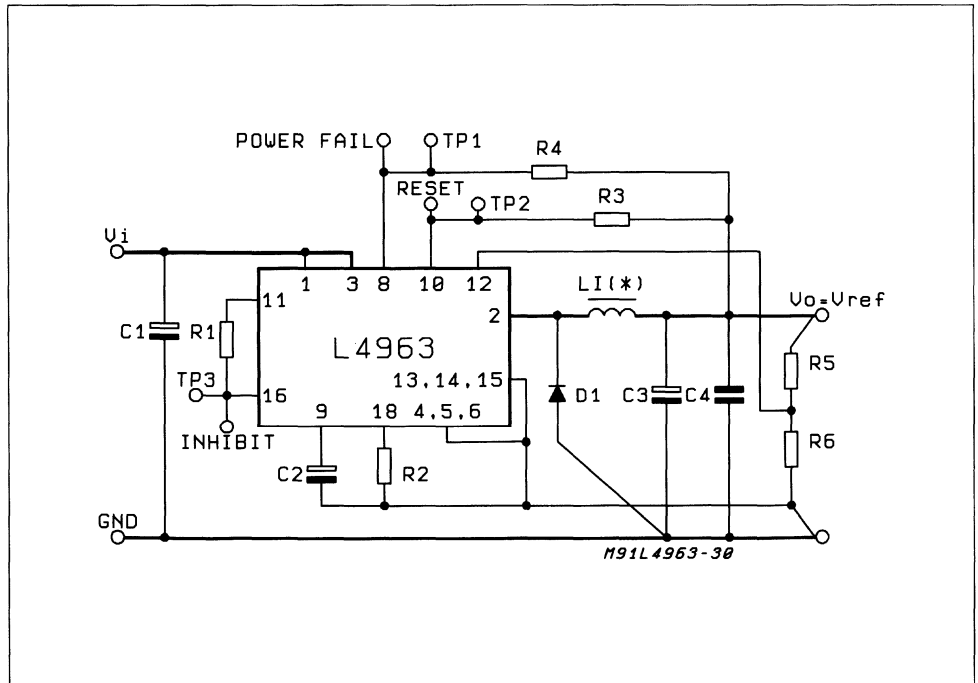 POWER FAIL
TP1
R4
RESET
TP2
R3
Vi
1 3 8 10 12
11
LI(*)
Vo=Vref
2
C1
R1
L4963
R5
13,14,15
TP3
16
D1
C3
C4
9 18 4,5,6
R6
INHIBIT
C2
R2
GND
M91L4963-30